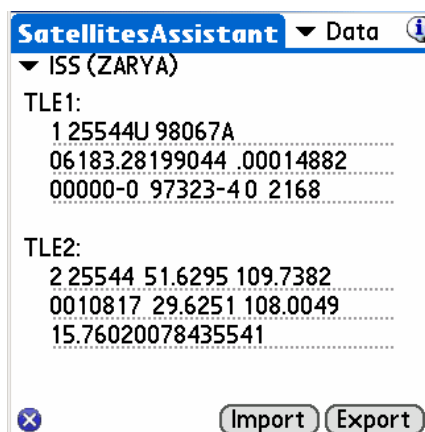 SatellitesAssistant Data i
ISS (ZARYA)
TLE1:
1 25544U 98067A
06183.28199044 .00014882
00000-0 97323-4 0 2168
TLE2:
2 25544 51.6295 109.7382
0010817 29.6251 108.0049
15.76020078435541
Import Export